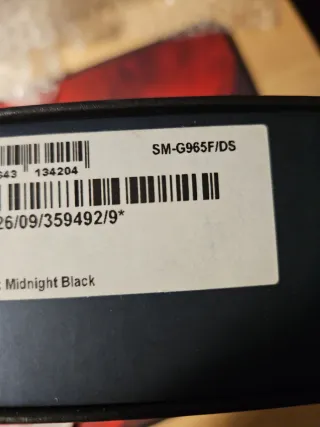 SM-G965F/DS
643 134204
26/09/359492/9*
: Midnight Black